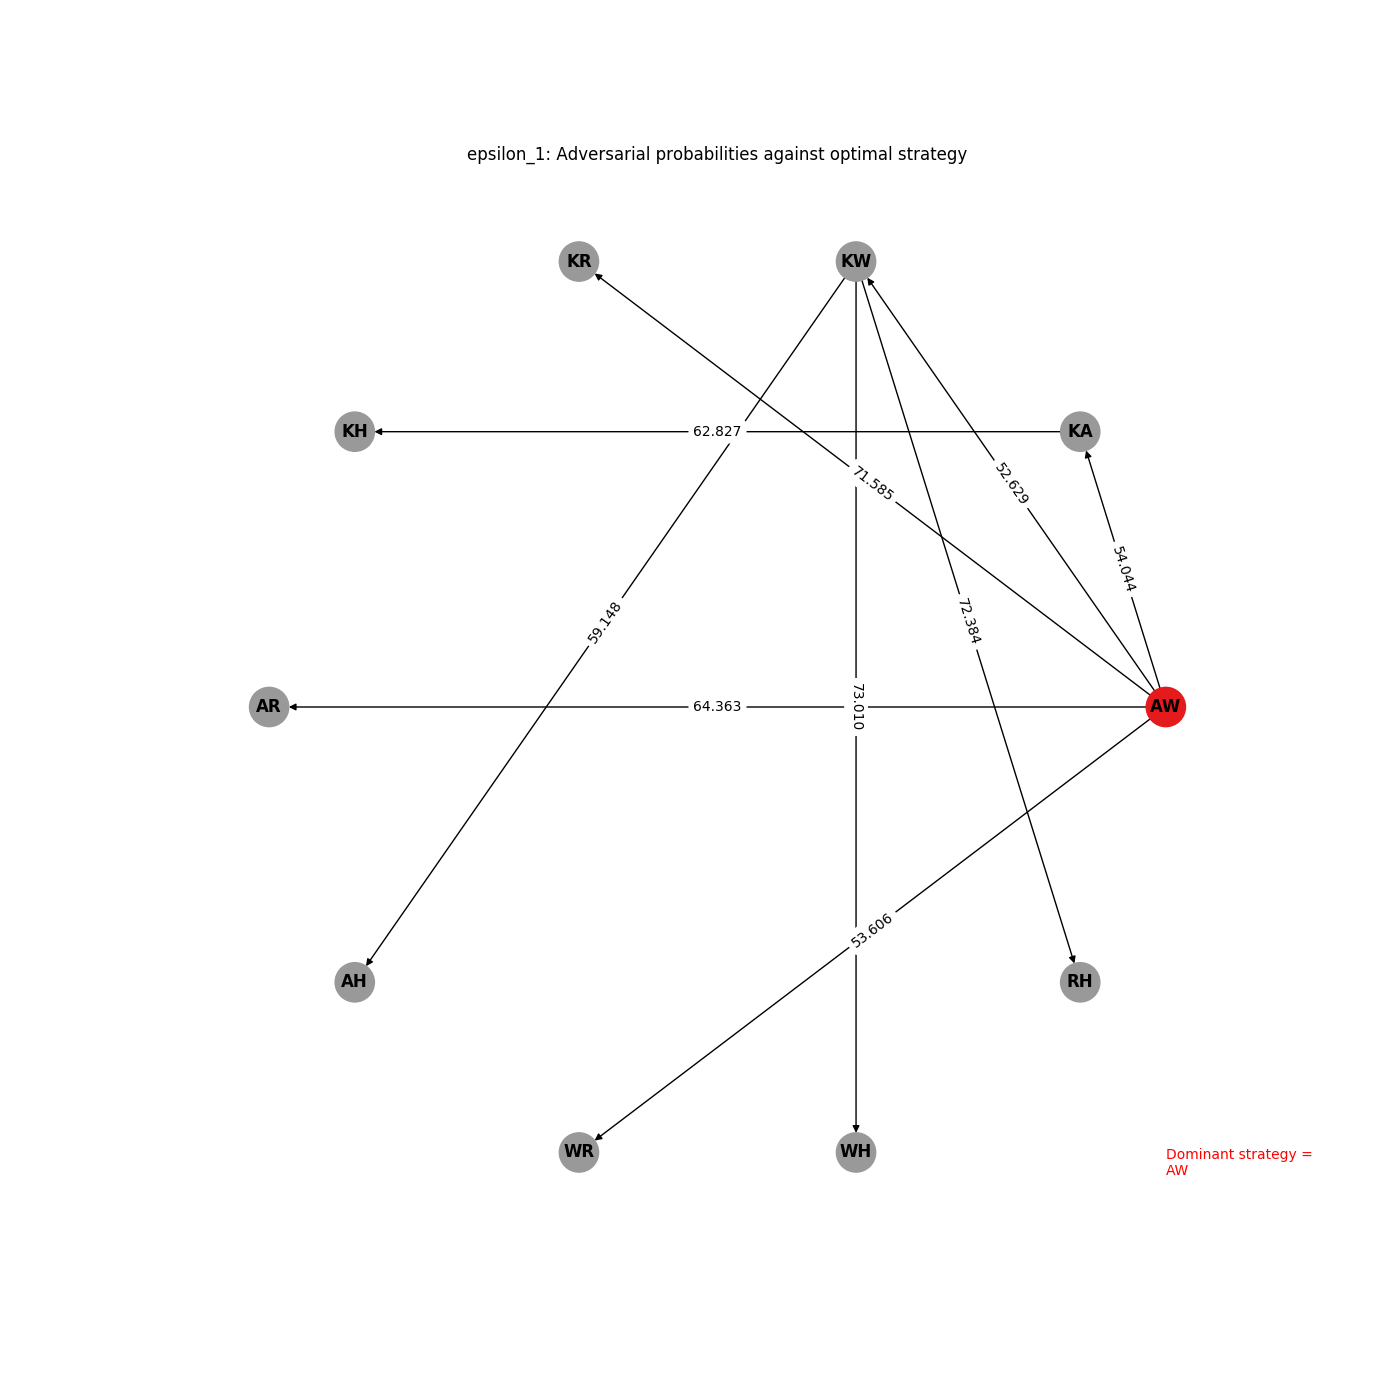 epsilon_1: Adversarial probabilities against optimal strategy
KR
KW
KH
62.827
KA
71.585
52.629
54.044
59.148
72.384
AR
64.363
73.010
AW
53.606
AH
RH
WR
WH
Dominant strategy =
AW